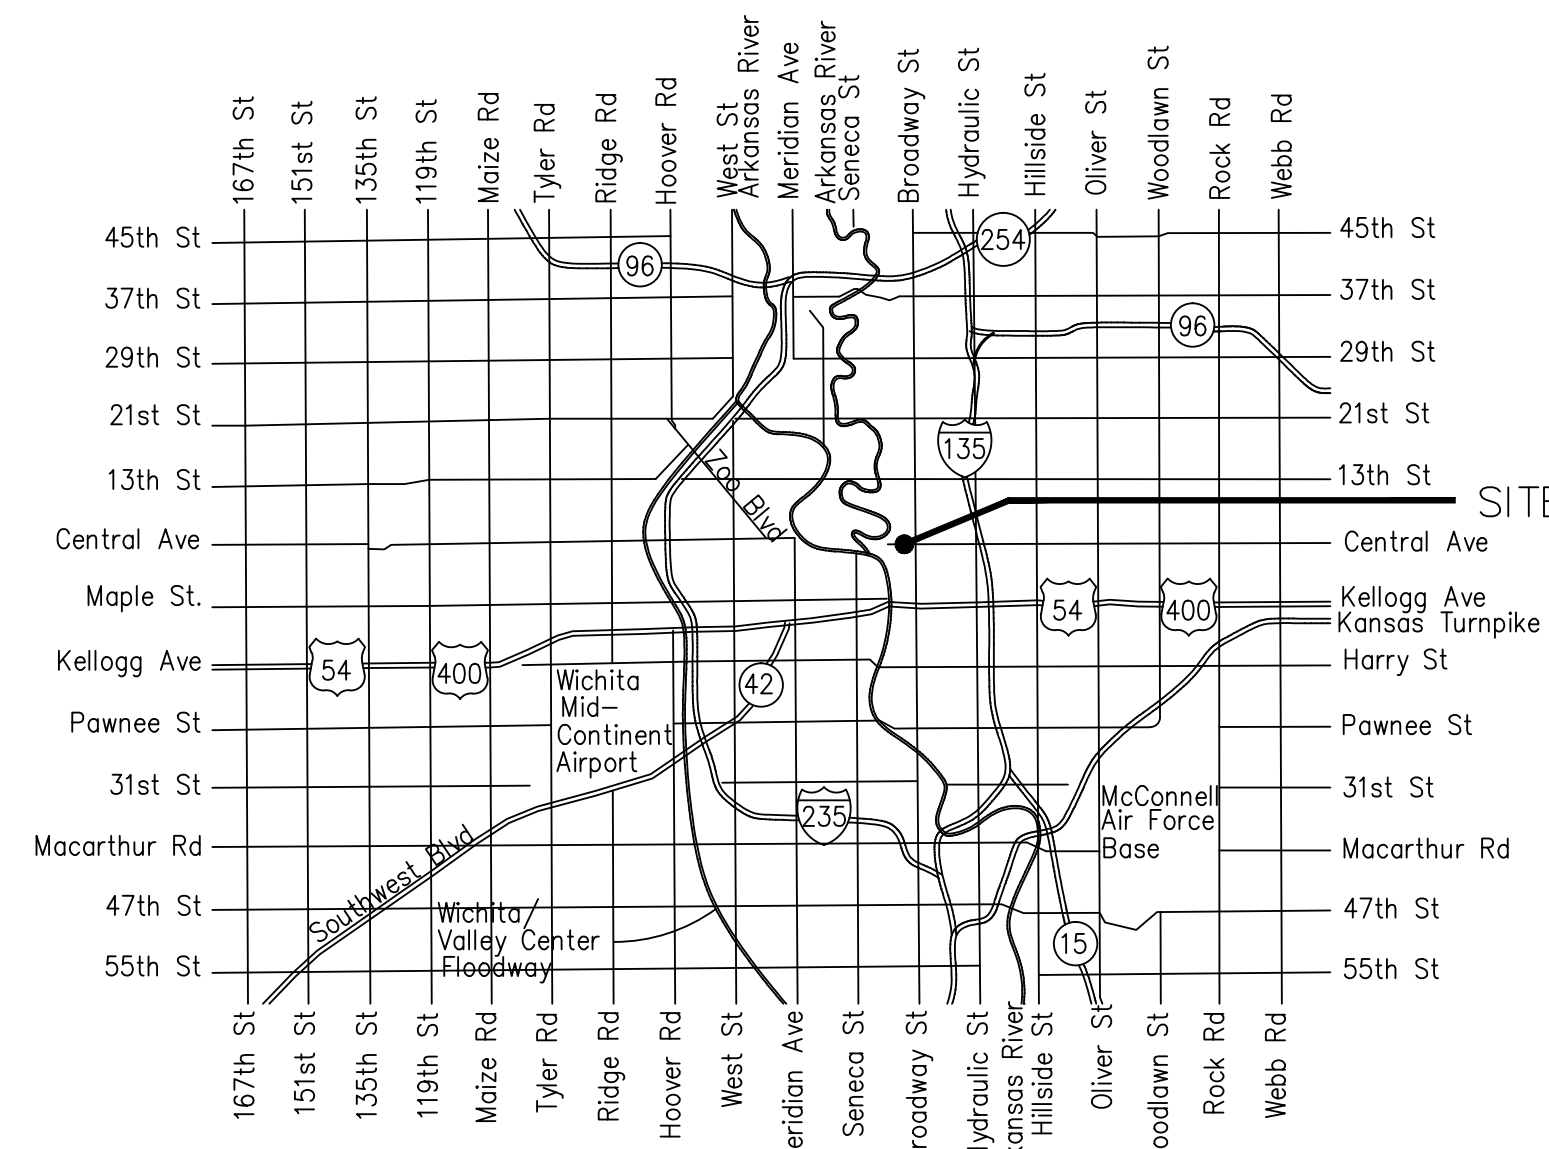 167th St
151st St
135th St
119th St
Maize Rd
Tyler Rd
Ridge Rd
Hoover Rd
West St
Arkansas River
Meridian Ave
Arkansas River
Seneca St
Broadway St
Hydraulic St
Hillside St
Oliver St
Woodlawn St
Rock Rd
Webb Rd
45th St
254
45th St
96
37th St
37th St
96
29th St
29th St
21st St
21st St
135
Zoo Blvd
13th St
13th St
SITE
Central Ave
Central Ave
Maple St.
54
400
Kellogg Ave
Kansas Turnpike
Kellogg Ave
54
400
Harry St
Wichita
Mid-
Continent
Airport
42
Pawnee St
Pawnee St
31st St
31st St
McConnell
Air Force
Base
235
Macarthur Rd
Macarthur Rd
Southwest Blvd
47th St
47th St
Wichita/
Valley Center
Floodway
15
55th St
55th St
167th St
151st St
135th St
119th St
Maize Rd
Tyler Rd
Ridge Rd
Hoover Rd
West St
eridian Ave
Seneca St
roadway St
ydraulic St
kansas River
Hillside St
Oliver St
oodlawn St
Rock Rd
Webb Rd